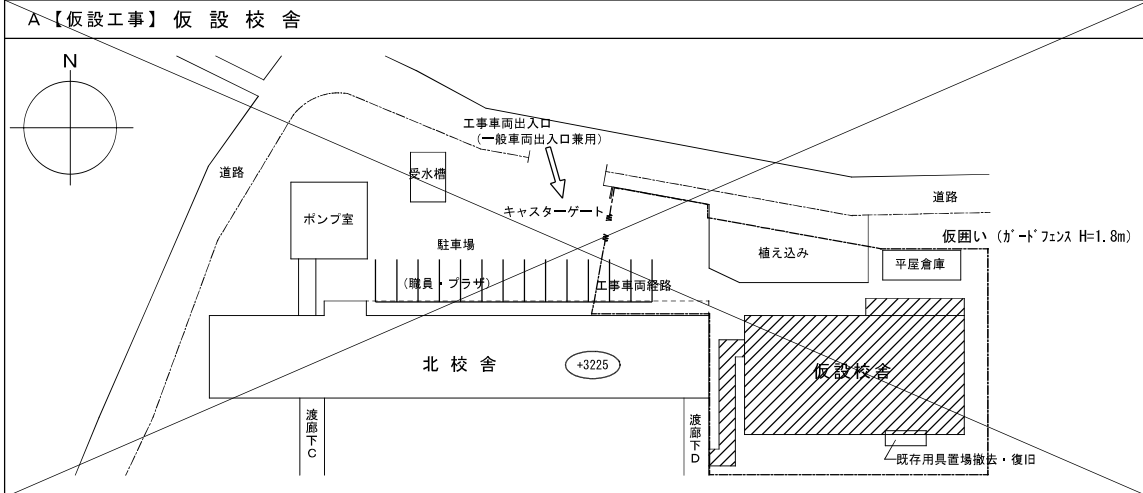 A 【仮設工事】 仮 設 校 舎
N
工事車両出入口
(一般車両出入口兼用)
道路
受水槽
道路
ポンプ室
キャスターゲート
仮囲い (ガードフェンス H=1.8m)
駐車場
植え込み
平屋倉庫
(職員・プラザ)
工事車両経路
北 校 舎
+3225
仮設校舎
渡廊下C
渡廊下D
既存用具置場撤去・復旧